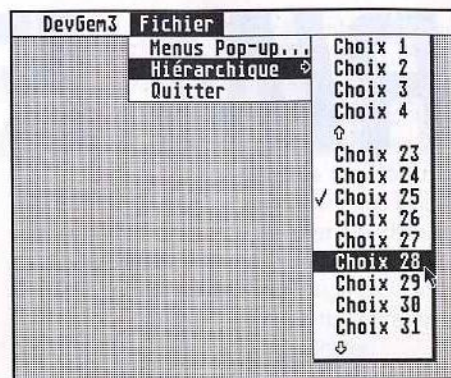 DevGem3 Fichier
Menus Pop-up...
Hiérarchique
Quitter
Choix 1
Choix 2
Choix 3
Choix 4
Choix 23
Choix 24
Choix 25
Choix 26
Choix 27
Choix 28
Choix 29
Choix 30
Choix 31